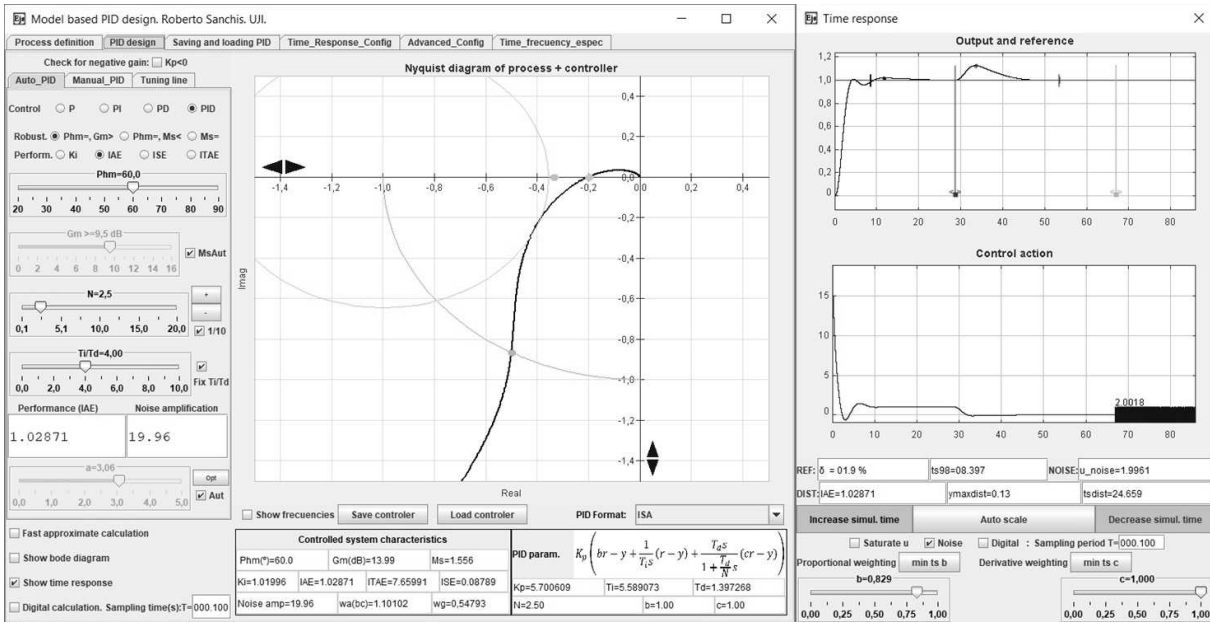 Model based PID design. Roberto Sanchis. UJI.
Process definition PID design Saving and loading PID Time_Response_Config Advanced_Config Time_frecuency_espec
Check for negative gain: Kp<0
Auto_PID Manual_PID Tuning line
Control P PI PD PID
Robust. Phm=, Gm> Phm=, Ms< Ms=
Perform. Ki IAE ISE ITAE
Phm=60,0
20 30 40 50 60 70 80 90
Gm >=9,5 dB
0 2 4 6 8 10 12 14 16
MsAut
N=2,5
0,1 5,1 10,0 15,0 20,0
+
-
1/10
Ti/Td=4,00
0,0 2,0 4,0 6,0 8,0 10,0
Fix Ti/Td
Performance (IAE) Noise amplification
1.02871 19.96
a=3,06
0,0 1,0 2,0 3,0 4,0 5,0
Opt
Aut
Fast approximate calculation
Show bode diagram
Show time response
Digital calculation. Sampling time(s):T= 000.100
Nyquist diagram of process + controller
0,4
0,2
0,0
-1,4 -1,2 -1,0 -0,8 -0,6 -0,4 -0,2 0,0 0,2 0,4
-0,2
-0,4
-0,6
-0,8
-1,0
-1,2
-1,4
Imag
Real
Show frecuencies Save controler Load controler PID Format: ISA
Controlled system characteristics
Phm(º)=60.0 Gm(dB)=13.99 Ms=1.556
Ki=1.01996 IAE=1.02871 ITAE=7.65991 ISE=0.08789
Noise amp=19.96 wa(bc)=1.10102 wg=0,54793
PID param. K_p(br - y + 1/(T_i s)(r - y) + T_d s/(1 + (T_d/N)s)(cr - y))
Kp=5.700609 Ti=5.589073 Td=1.397268
N=2.50 b=1.00 c=1.00
Eje Time response
Output and reference
1,2
1,0
0,8
0,6
0,4
0,2
0
0 10 20 30 40 50 60 70 80
Control action
15
10
5
0
2.0018
0 10 20 30 40 50 60 70 80
REF: δ = 01.9 % ts98=08.397 NOISE: u_noise=1.9961
DIST: IAE=1.02871 ymaxdist=0.13 tsdist=24.659
Increase simul. time Auto scale Decrease simul. time
Saturate u Noise Digital : Sampling period T= 000.100
Proportional weighting min ts b Derivative weighting min ts c
b=0,829 c=1,000
0,00 0,25 0,50 0,75 1,00 0,00 0,25 0,50 0,75 1,00